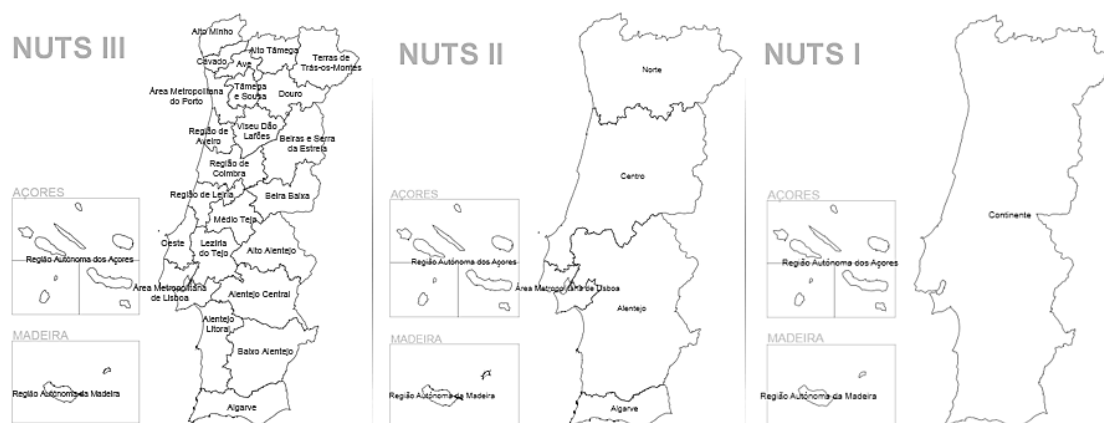 NUTS III
Alto Minho
Cávado
Ave
Alto Tâmega
Terras de
Trás-os-Montes
Área Metropolitana
do Porto
Tâmega
e Sousa
Douro
Região de
Aveiro
Viseu Dão
Lafões
Beiras e Serra
da Estrela
Região de
Coimbra
Região de Leiria
Beira Baixa
Médio Tejo
Oeste
Lezíria
do Tejo
Alto Alentejo
Área Metropolitana
de Lisboa
Alentejo Central
Alentejo
Litoral
Baixo Alentejo
Algarve
AÇORES
Região Autónoma dos Açores
MADEIRA
Região Autónoma da Madeira
NUTS II
Norte
Centro
Área Metropolitana de Lisboa
Alentejo
Algarve
AÇORES
Região Autónoma dos Açores
MADEIRA
Região Autónoma da Madeira
NUTS I
Continente
AÇORES
Região Autónoma dos Açores
MADEIRA
Região Autónoma da Madeira